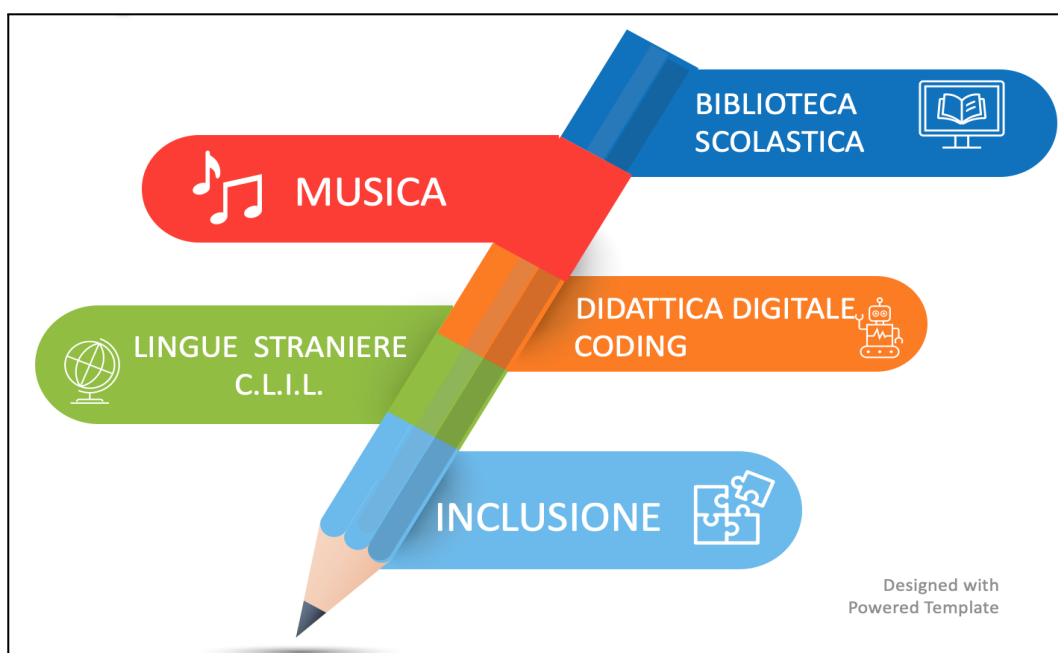 BIBLIOTECA
SCOLASTICA
MUSICA
DIDATTICA DIGITALE
CODING
LINGUE STRANIERE
C.L.I.L.
INCLUSIONE
Designed with
Powered Template